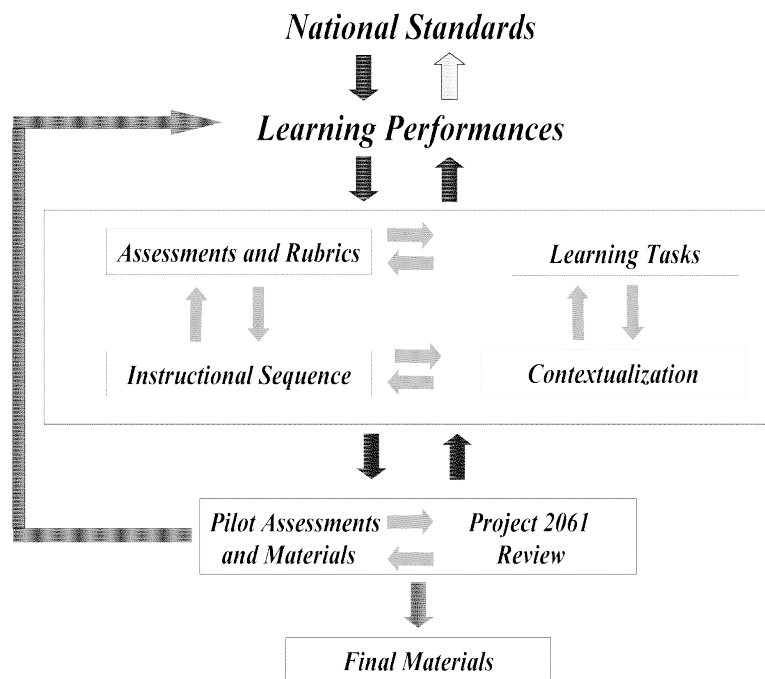 National Standards
Learning Performances
Assessments and Rubrics
Learning Tasks
Instructional Sequence
Contextualization
Pilot Assessments
and Materials
Project 2061
Review
Final Materials